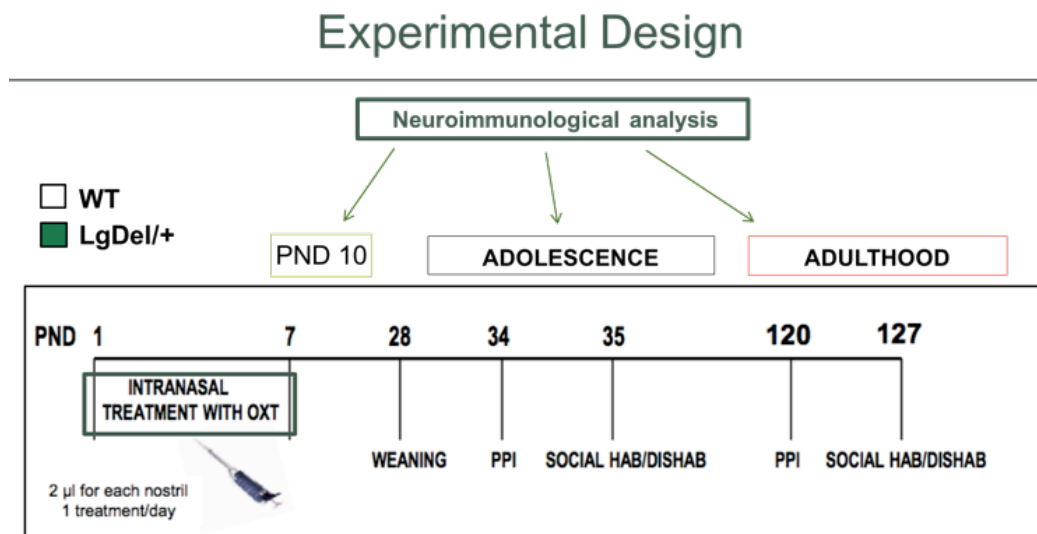 Experimental Design
Neuroimmunological analysis
WT
LgDel/+
PND 10
ADOLESCENCE
ADULTHOOD
PND 1 7 28 34 35 120 127
INTRANASAL
TREATMENT WITH OXT
WEANING PPI SOCIAL HAB/DISHAB PPI SOCIAL HAB/DISHAB
2 µl for each nostril
1 treatment/day